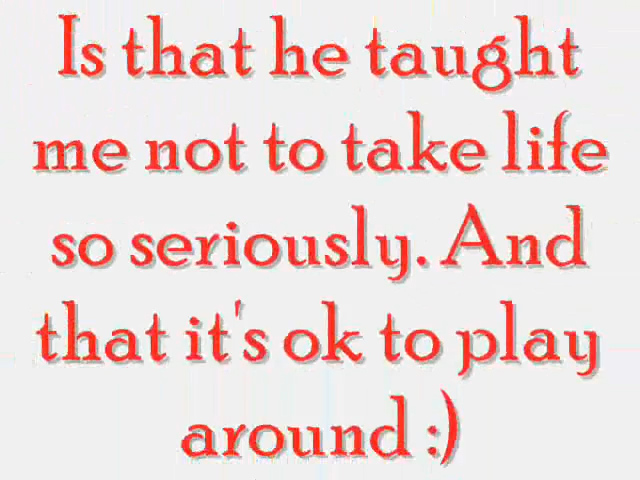 Is that he taught
me not to take life
so seriously. And
that it's ok to play
around :)